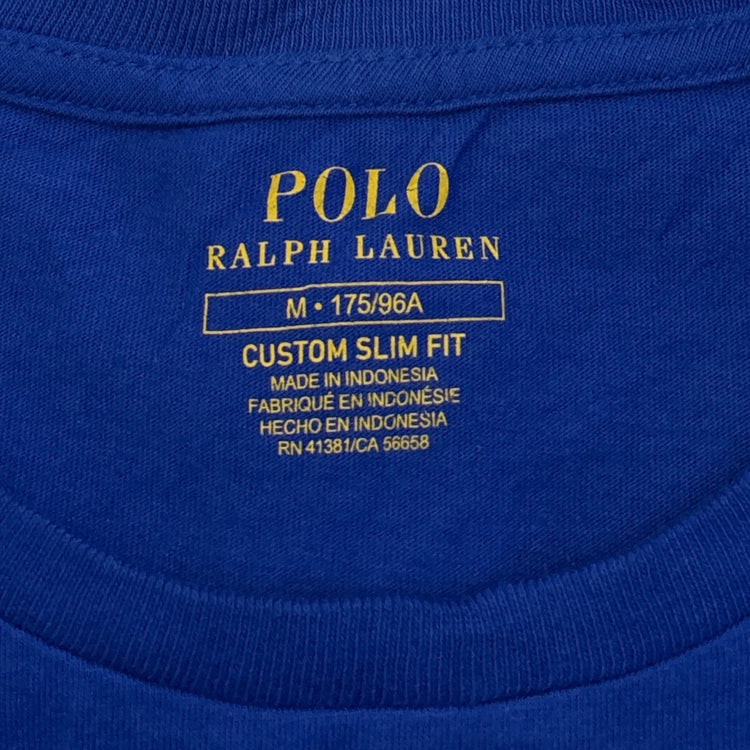 POLO
RALPH LAUREN
M • 175/96A
CUSTOM SLIM FIT
MADE IN INDONESIA
FABRIQUÉ EN INDONÉSIE
HECHO EN INDONESIA
RN 41381/CA 56658